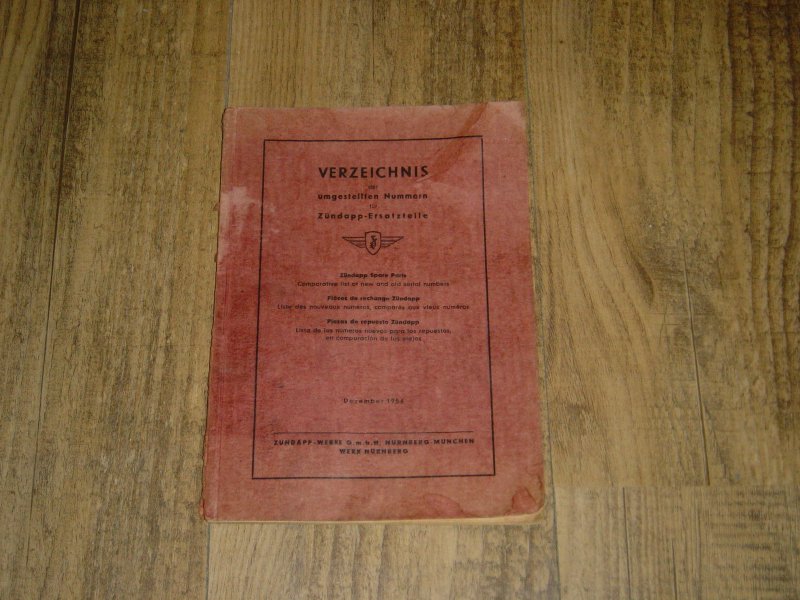 VERZEICHNIS
der
umgestellten Nummern
für
Zündapp-Ersatzteile
Zündapp Spare Parts
Comparative list of new and old serial numbers
Pièces de rechange Zündapp
Liste des nouveaux numéros, comparés aux vieux numéros
Piezas de repuesto Zündapp
Lista de los números nuevos para los repuestos,
en comparación de los viejos
Dezember 1954
ZÜNDAPP-WERKE G.m.b.H. NÜRNBERG-MÜNCHEN
WERK NÜRNBERG